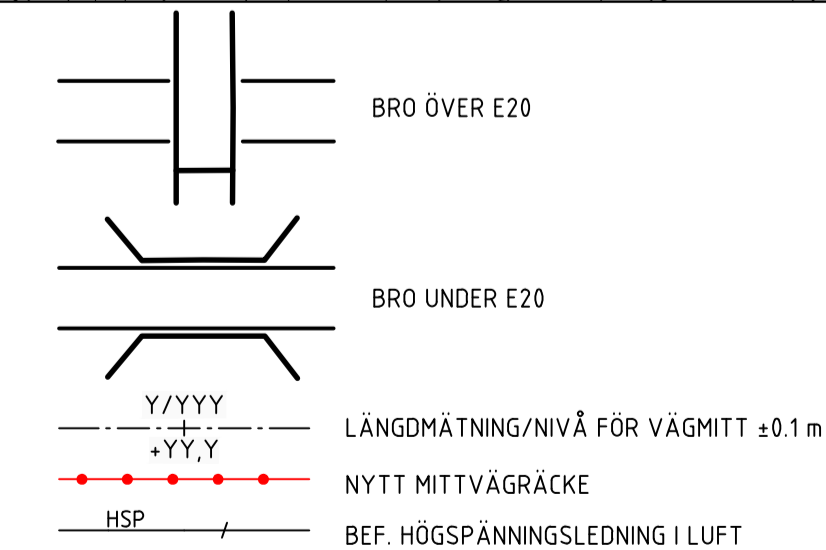 BRO ÖVER E20
BRO UNDER E20
Y/YYY
+YY,Y
LÄNGDMÄTNING/NIVÅ FÖR VÄGMITT ±0.1 m
NYTT MITTVÄGRÄCKE
HSP
BEF. HÖGSPÄNNINGSLEDNING I LUFT